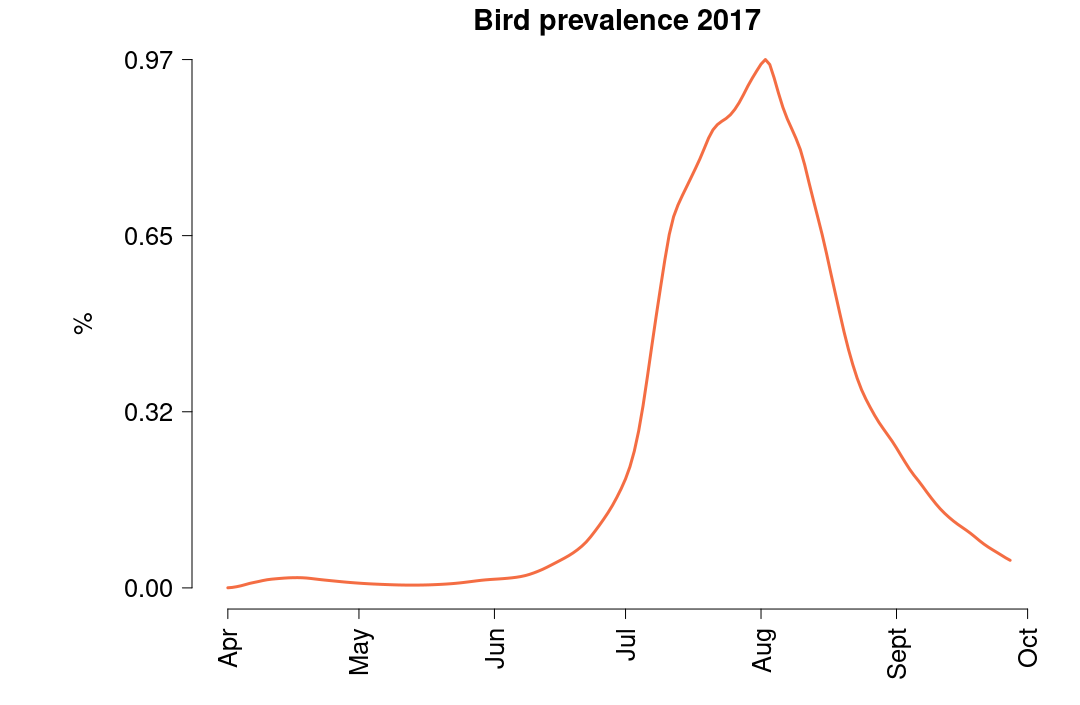 Bird prevalence 2017
0.97
0.65
%
0.32
0.00
Apr
May
Jun
Jul
Aug
Sept
Oct